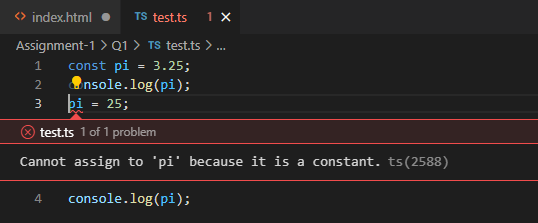 index.html
TS test.ts 1
Assignment-1 > Q1 > TS test.ts > ...
1 const pi = 3.25;
2 console.log(pi);
3 pi = 25;
test.ts 1 of 1 problem
Cannot assign to 'pi' because it is a constant. ts(2588)
4 console.log(pi);